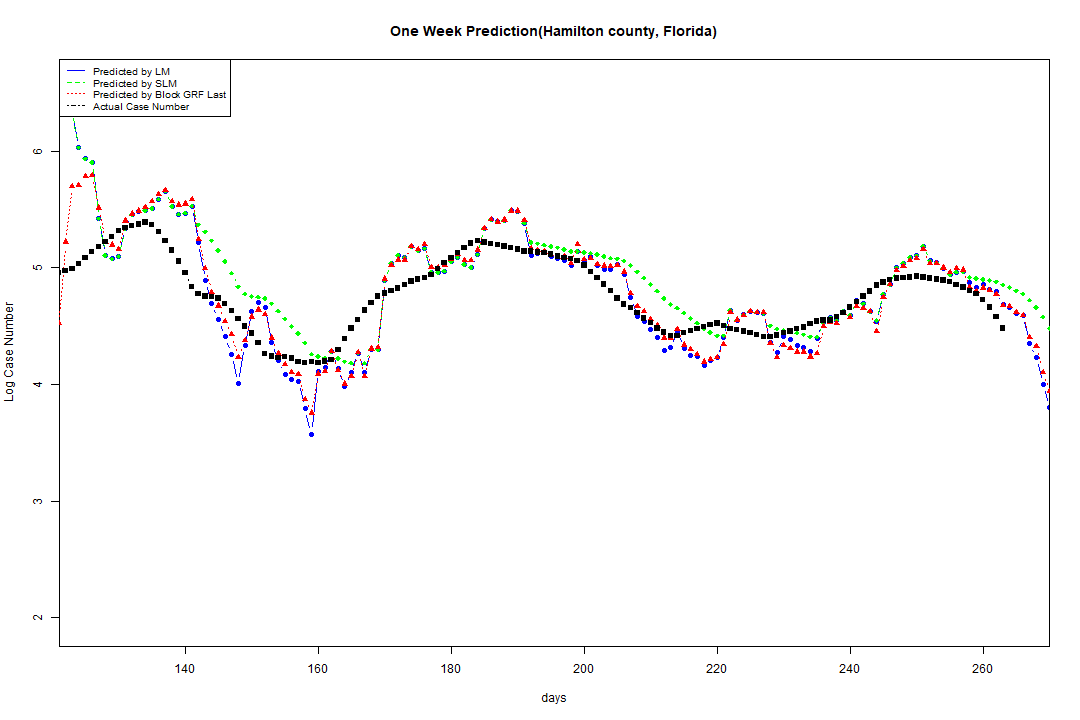 One Week Prediction(Hamilton county, Florida)
Predicted by LM
Predicted by SLM
Predicted by Block GRF Last
Actual Case Number
6
5
4
3
2
Log Case Number
140 160 180 200 220 240 260
days